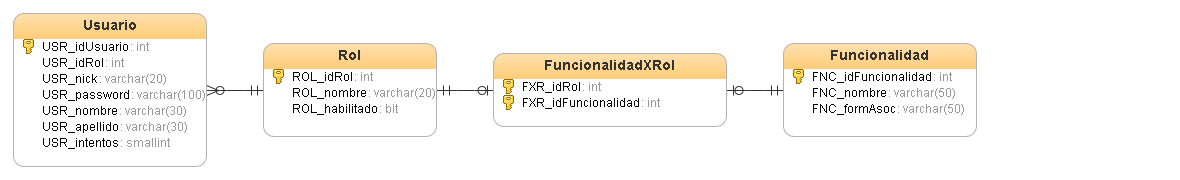 Usuario
USR_idUsuario: int
USR_idRol: int
USR_nick: varchar(20)
USR_password: varchar(100)
USR_nombre: varchar(30)
USR_apellido: varchar(30)
USR_intentos: smallint
Rol
ROL_idRol: int
ROL_nombre: varchar(20)
ROL_habilitado: bit
FuncionalidadXRol
FXR_idRol: int
FXR_idFuncionalidad: int
Funcionalidad
FNC_idFuncionalidad: int
FNC_nombre: varchar(50)
FNC_formAsoc: varchar(50)